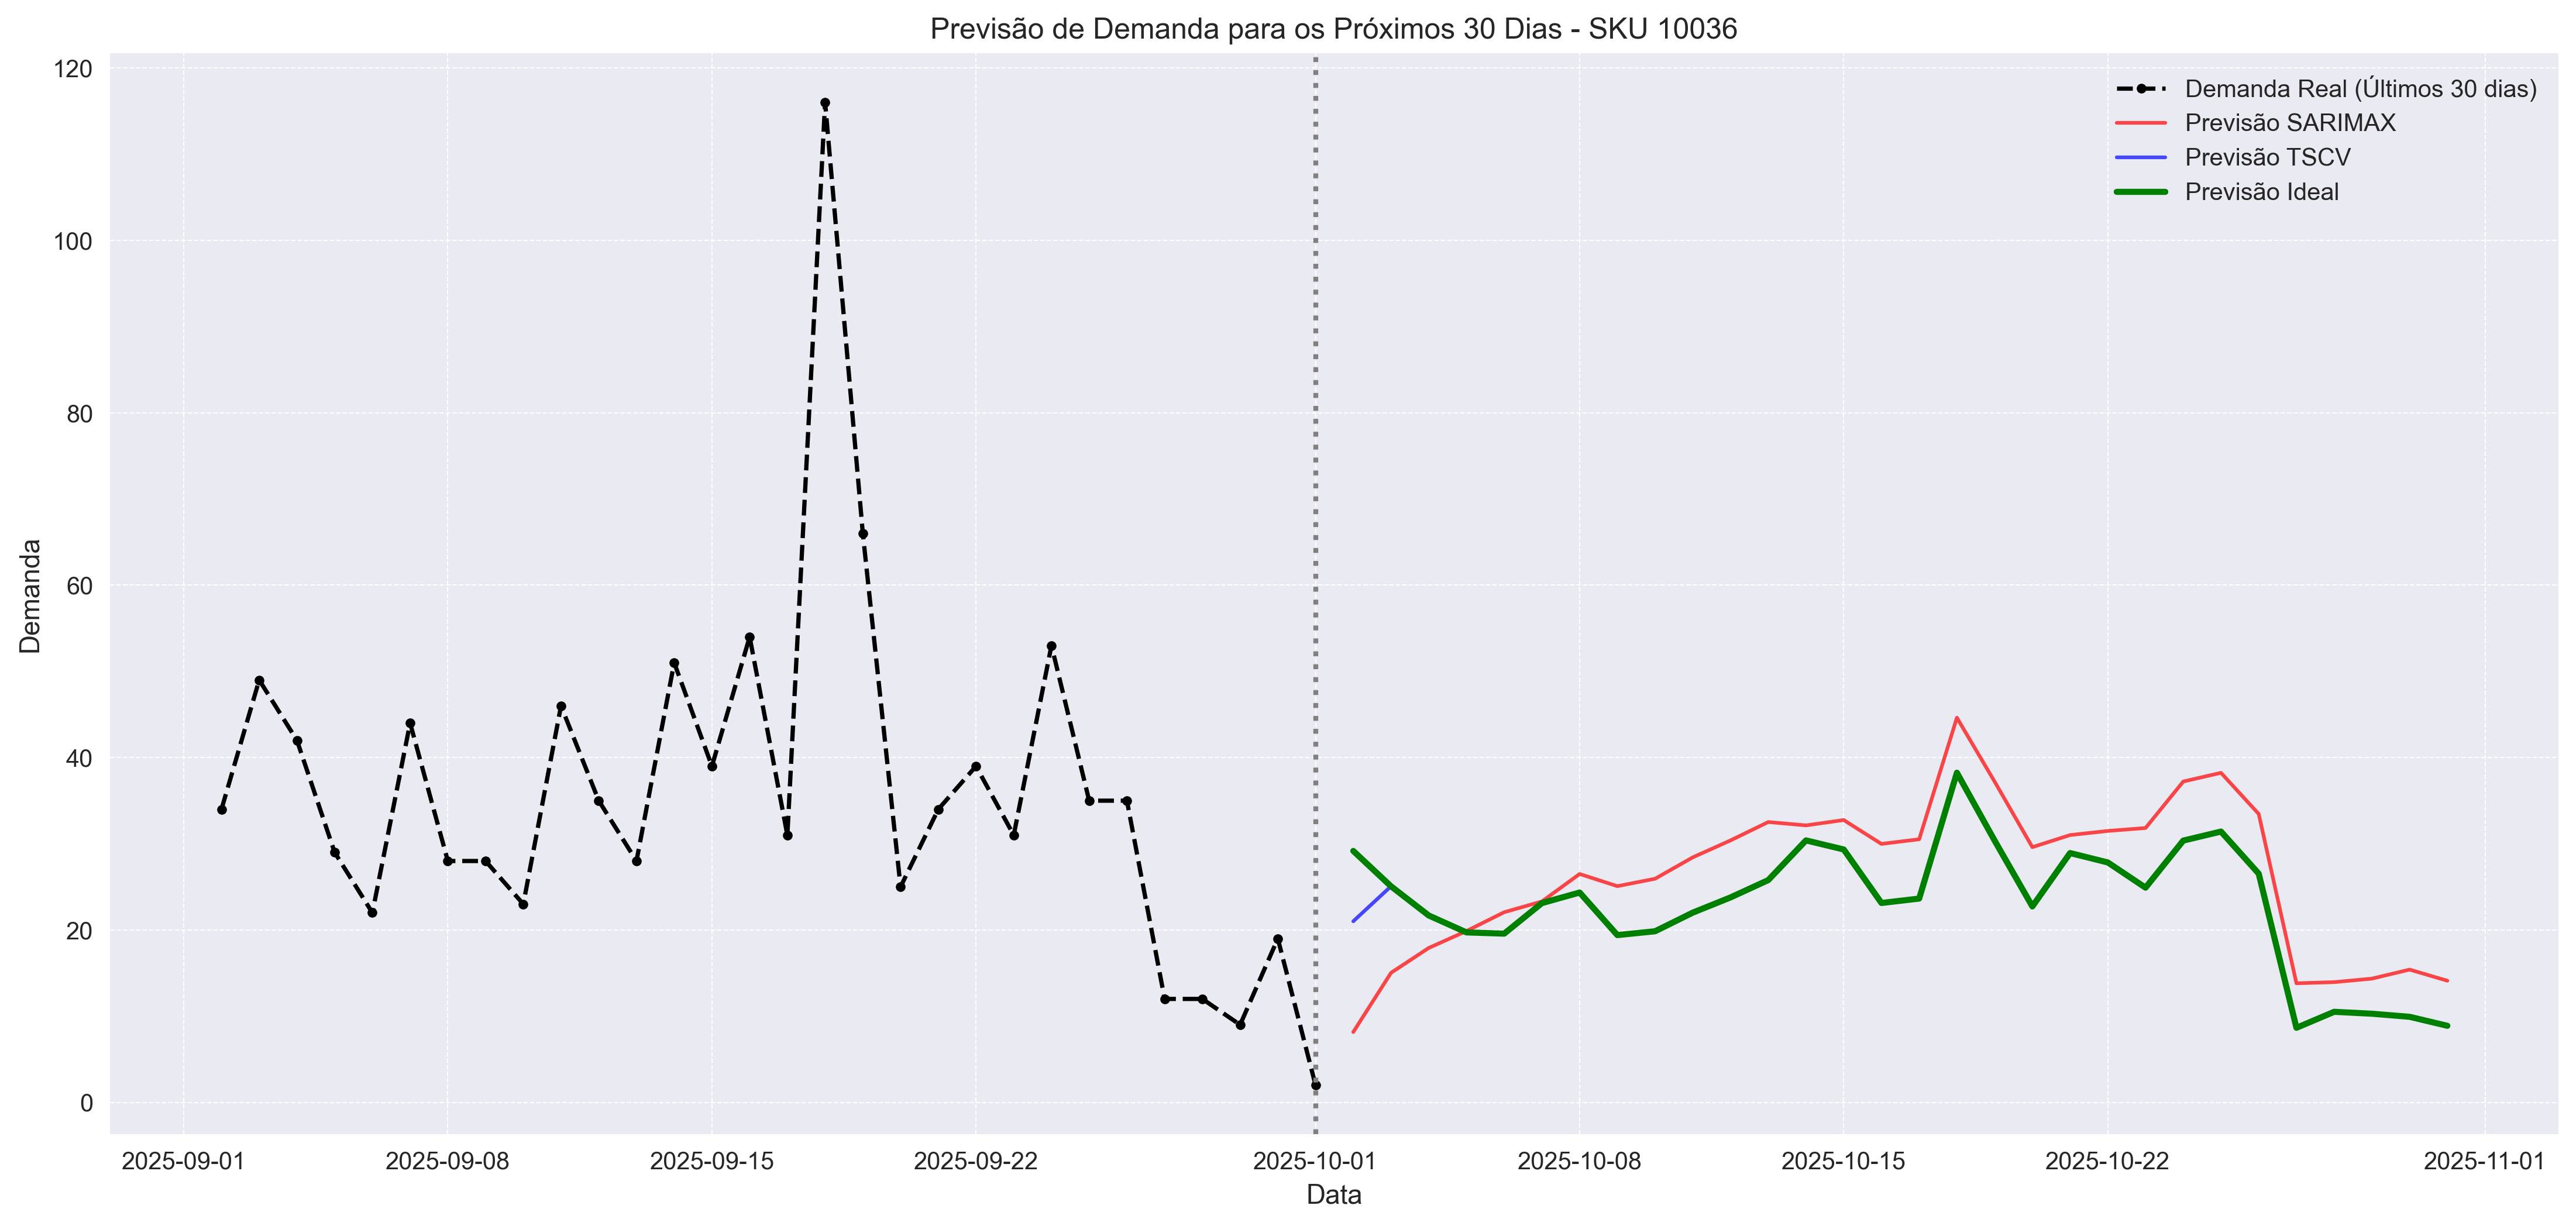 Previsão de Demanda para os Próximos 30 Dias - SKU 10036
120
100
80
60
40
20
0
Demanda
Demanda Real (Últimos 30 dias)
Previsão SARIMAX
Previsão TSCV
Previsão Ideal
2025-09-01
2025-09-08
2025-09-15
2025-09-22
2025-10-01
2025-10-08
2025-10-15
2025-10-22
2025-11-01
Data